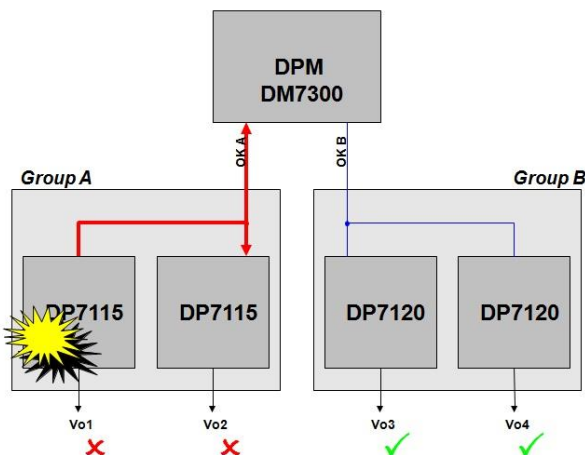 DPM
DM7300
OK A
OK B
Group A
Group B
DP7115
DP7115
DP7120
DP7120
Vo1
Vo2
Vo3
Vo4